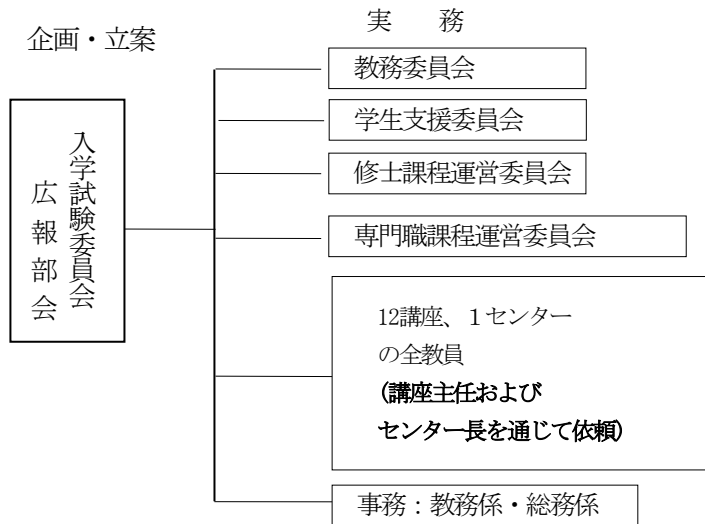 企画・立案
実　務
入学試験委員会
広報部会
教務委員会
学生支援委員会
修士課程運営委員会
専門職課程運営委員会
12講座、１センター
の全教員
(講座主任および
センター長を通じて依頼)
事務：教務係・総務係